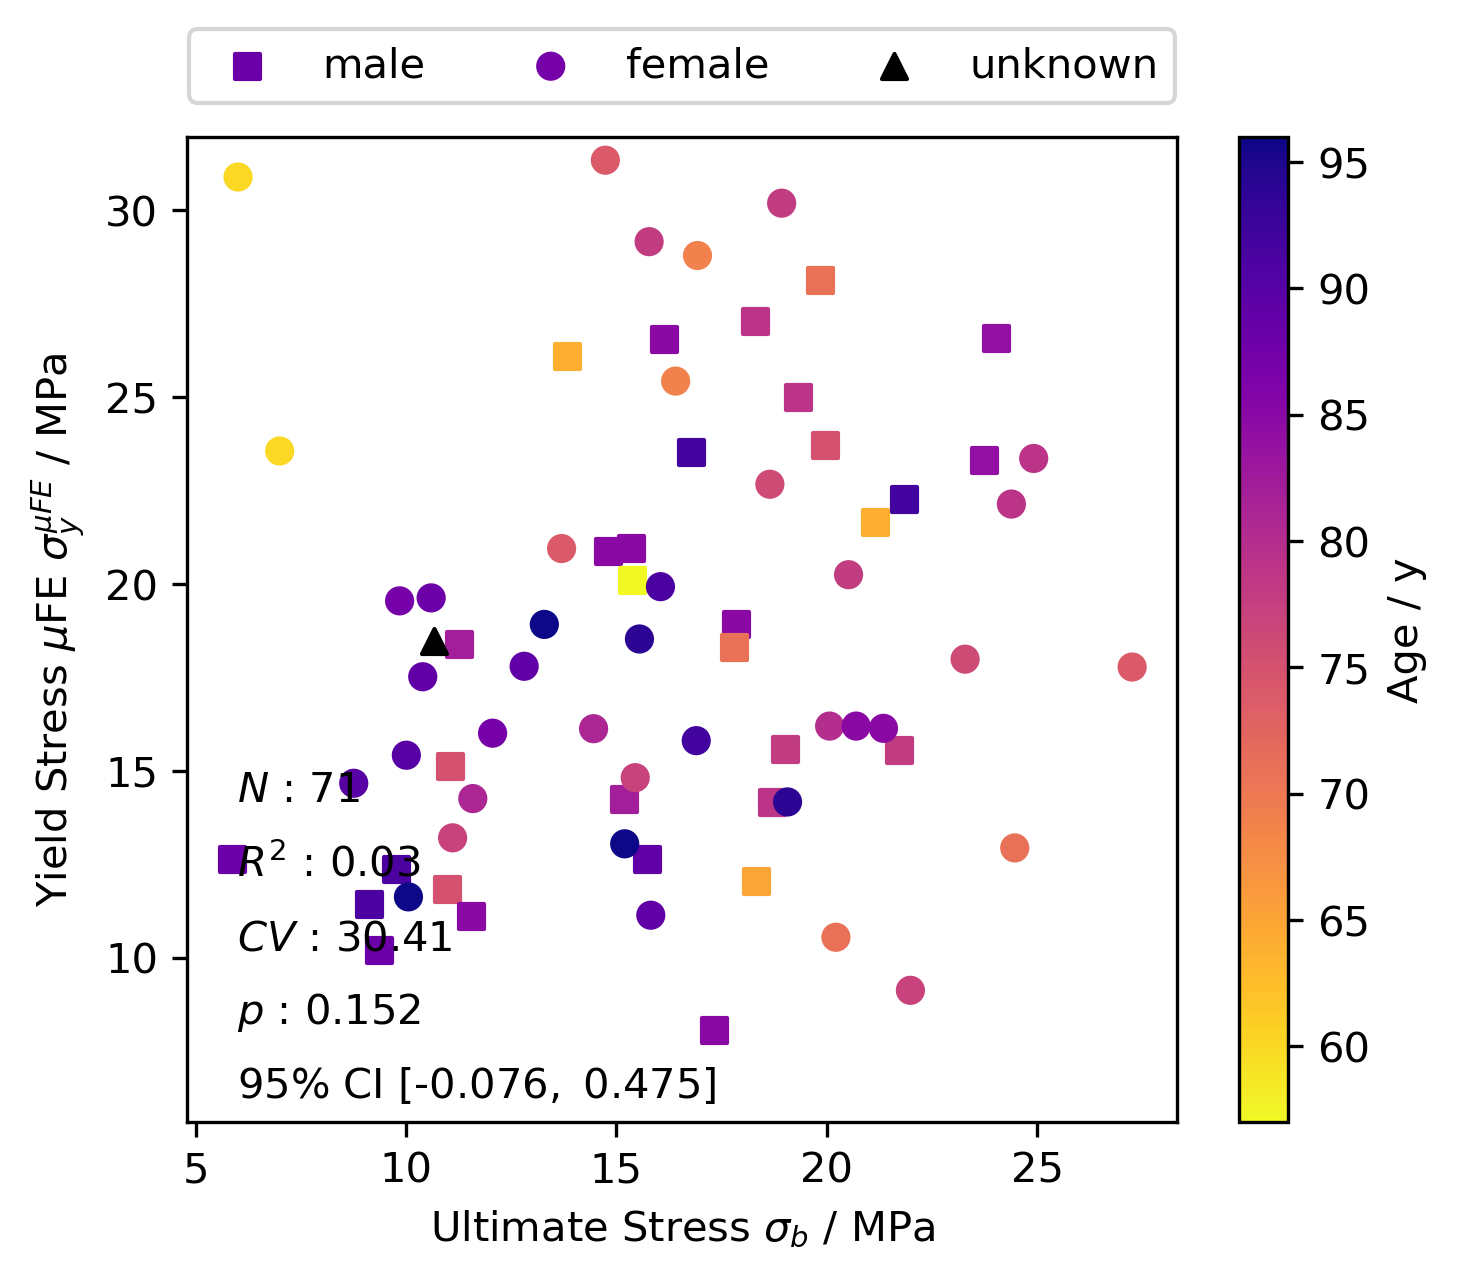 male female unknown
30
25
20
15
10
Yield Stress μFE σ_y^{μFE} / MPa
N : 71
R² : 0.03
CV : 30.41
p : 0.152
95% CI [-0.076, 0.475]
5 10 15 20 25
Ultimate Stress σ_b / MPa
95
90
85
80
75
70
65
60
Age / y